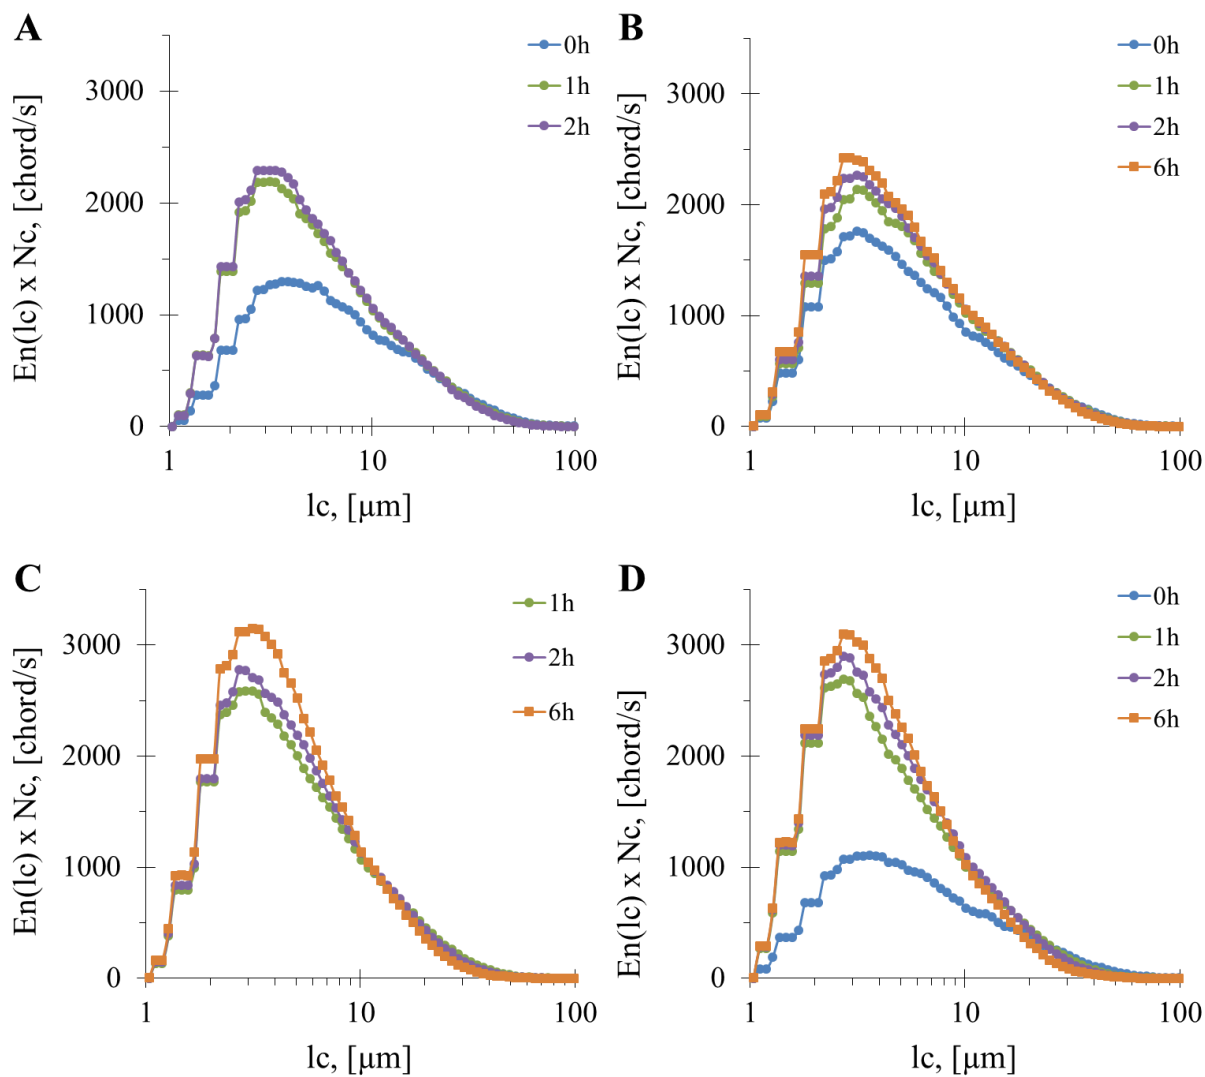 A
0h
1h
2h
En(lc) x Nc, [chord/s]
3000
2000
1000
0
1
10
100
lc, [μm]
B
0h
1h
2h
6h
En(lc) x Nc, [chord/s]
3000
2000
1000
0
1
10
100
lc, [μm]
C
1h
2h
6h
En(lc) x Nc, [chord/s]
3000
2000
1000
0
1
10
100
lc, [μm]
D
0h
1h
2h
6h
En(lc) x Nc, [chord/s]
3000
2000
1000
0
1
10
100
lc, [μm]